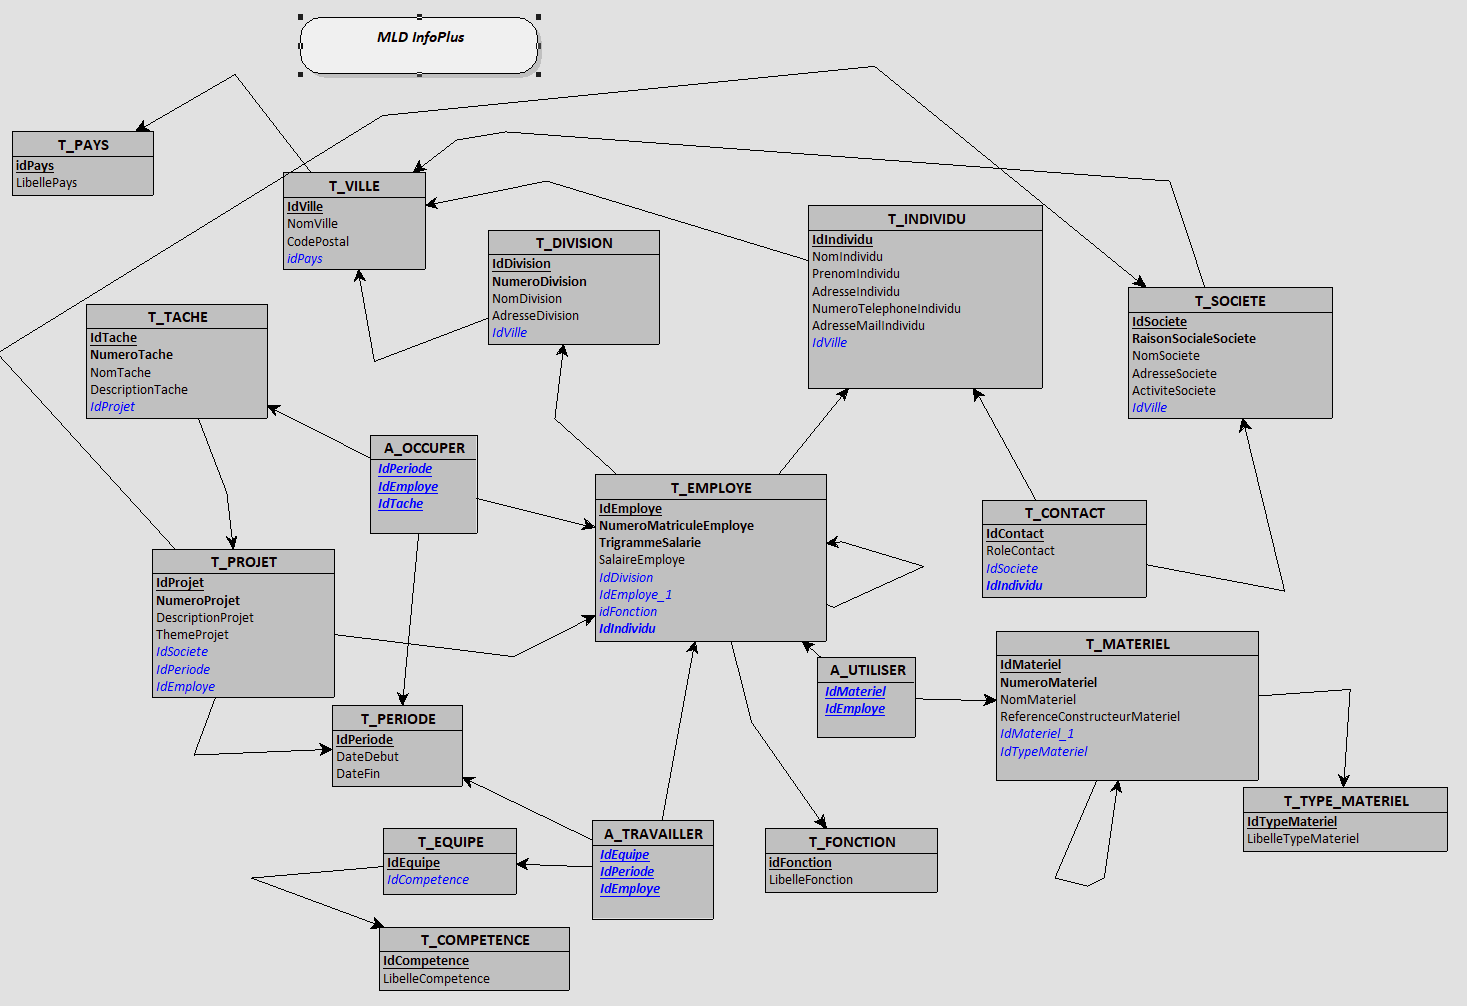 MLD InfoPlus
T_PAYS
idPays
LibellePays
T_VILLE
IdVille
NomVille
CodePostal
idPays
T_DIVISION
IdDivision
NumeroDivision
NomDivision
AdresseDivision
IdVille
T_INDIVIDU
IdIndividu
NomIndividu
PrenomIndividu
AdresseIndividu
NumeroTelephoneIndividu
AdresseMailIndividu
IdVille
T_SOCIETE
IdSociete
RaisonSocialeSociete
NomSociete
AdresseSociete
ActiviteSociete
IdVille
T_TACHE
IdTache
NumeroTache
NomTache
DescriptionTache
IdProjet
A_OCCUPER
IdPeriode
IdEmploye
IdTache
T_EMPLOYE
IdEmploye
NumeroMatriculeEmploye
TrigrammeSalarie
SalaireEmploye
IdDivision
IdEmploye_1
idFonction
IdIndividu
T_CONTACT
IdContact
RoleContact
IdSociete
IdIndividu
T_PROJET
IdProjet
NumeroProjet
DescriptionProjet
ThemeProjet
IdSociete
IdPeriode
IdEmploye
A_UTILISER
IdMateriel
IdEmploye
T_MATERIEL
IdMateriel
NumeroMateriel
NomMateriel
ReferenceConstructeurMateriel
IdMateriel_1
IdTypeMateriel
T_PERIODE
IdPeriode
DateDebut
DateFin
T_TYPE_MATERIEL
IdTypeMateriel
LibelleTypeMateriel
T_EQUIPE
IdEquipe
IdCompetence
A_TRAVAILLER
IdEquipe
IdPeriode
IdEmploye
T_FONCTION
idFonction
LibelleFonction
T_COMPETENCE
IdCompetence
LibelleCompetence